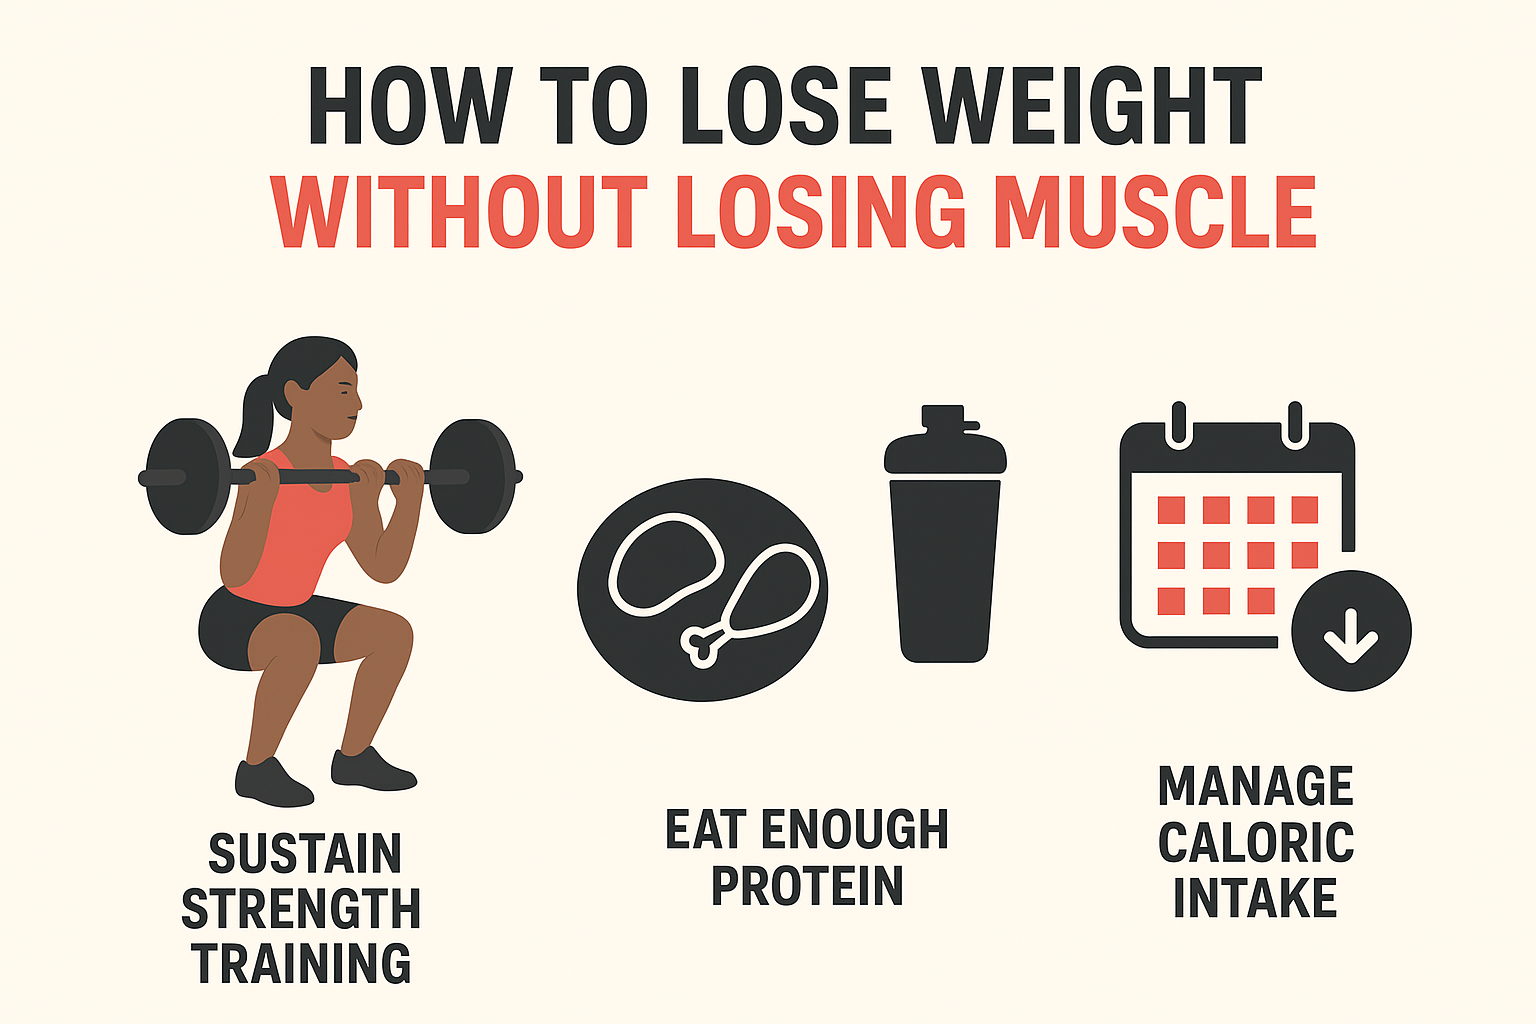 HOW TO LOSE WEIGHT
WITHOUT LOSING MUSCLE
SUSTAIN
STRENGTH
TRAINING
EAT ENOUGH
PROTEIN
MANAGE
CALORIC
INTAKE